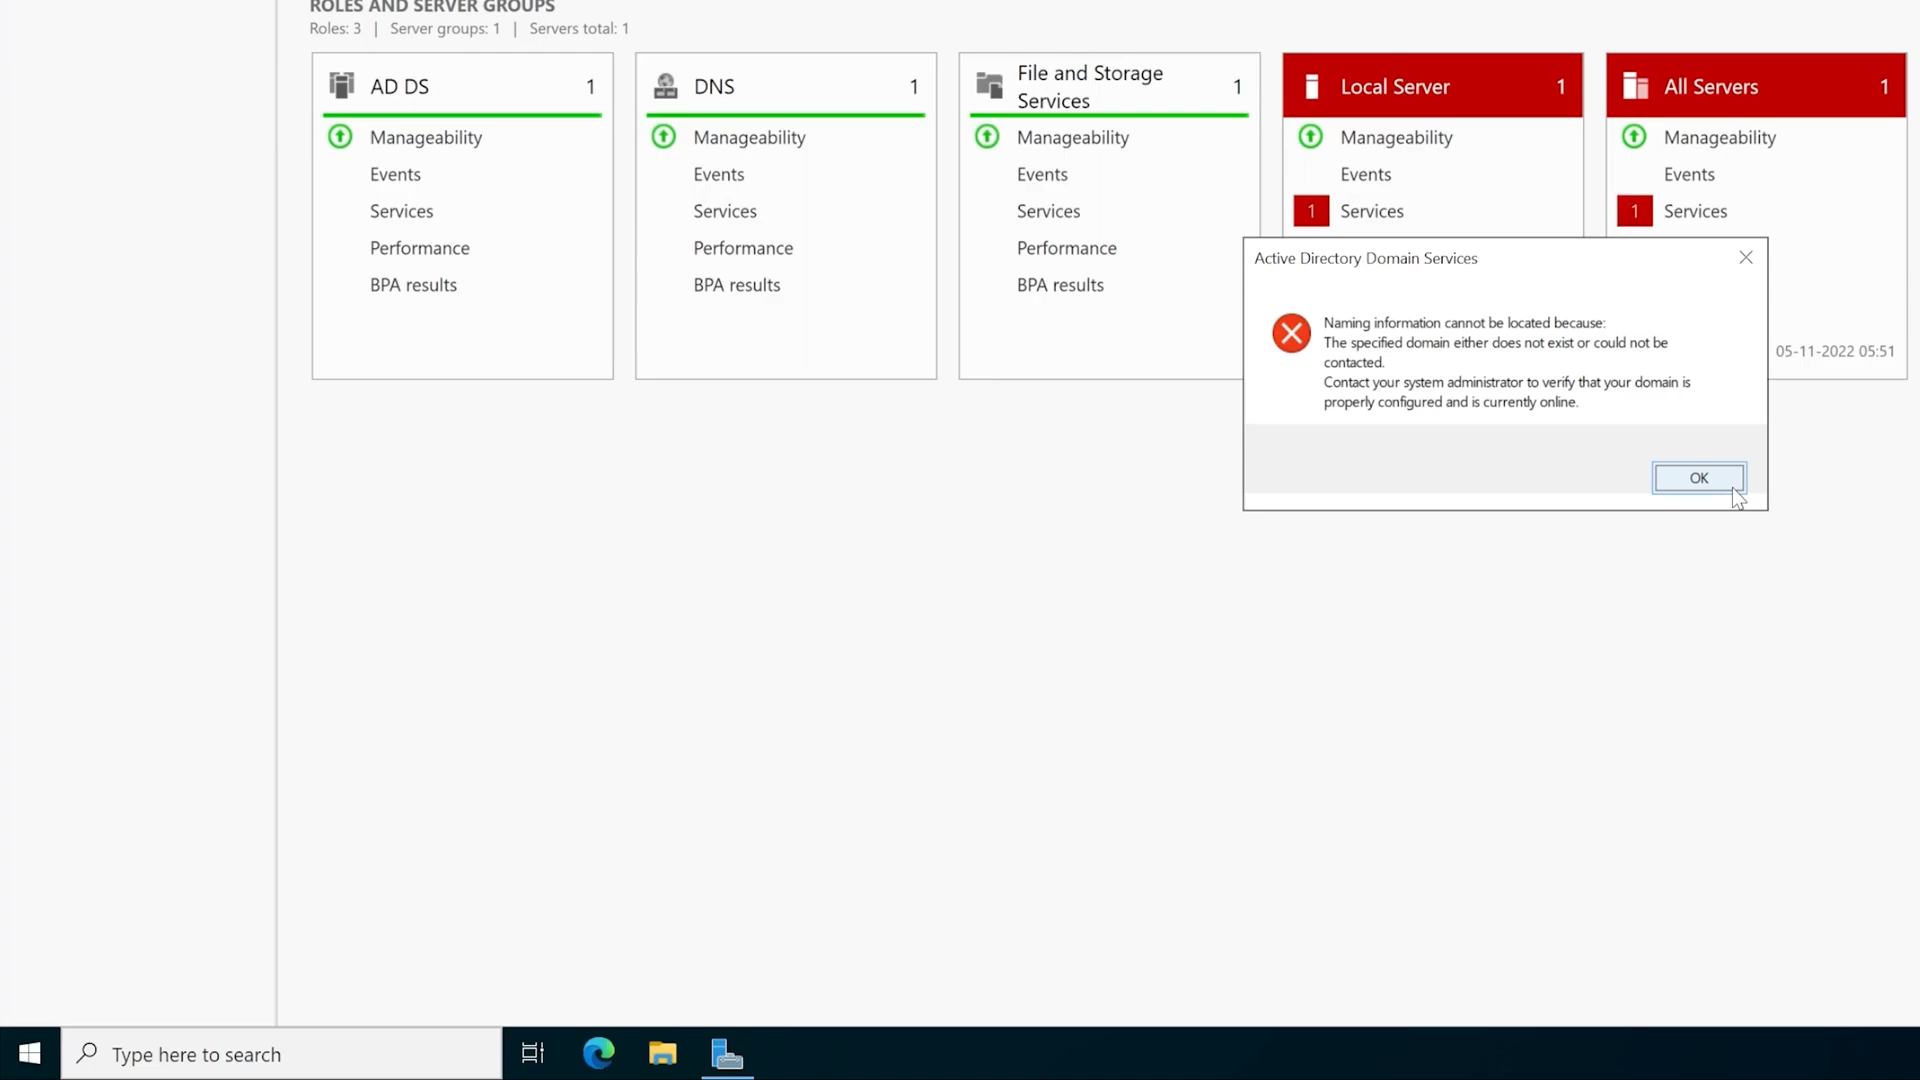 ROLES AND SERVER GROUPS
Roles: 3 | Server groups: 1 | Servers total: 1
AD DS 1
Manageability
Events
Services
Performance
BPA results
DNS 1
Manageability
Events
Services
Performance
BPA results
File and Storage
Services 1
Manageability
Events
Services
Performance
BPA results
Local Server 1
Manageability
Events
1 Services
All Servers 1
Manageability
Events
1 Services
05-11-2022 05:51
Active Directory Domain Services
Naming information cannot be located because:
The specified domain either does not exist or could not be
contacted.
Contact your system administrator to verify that your domain is
properly configured and is currently online.
OK
Type here to search